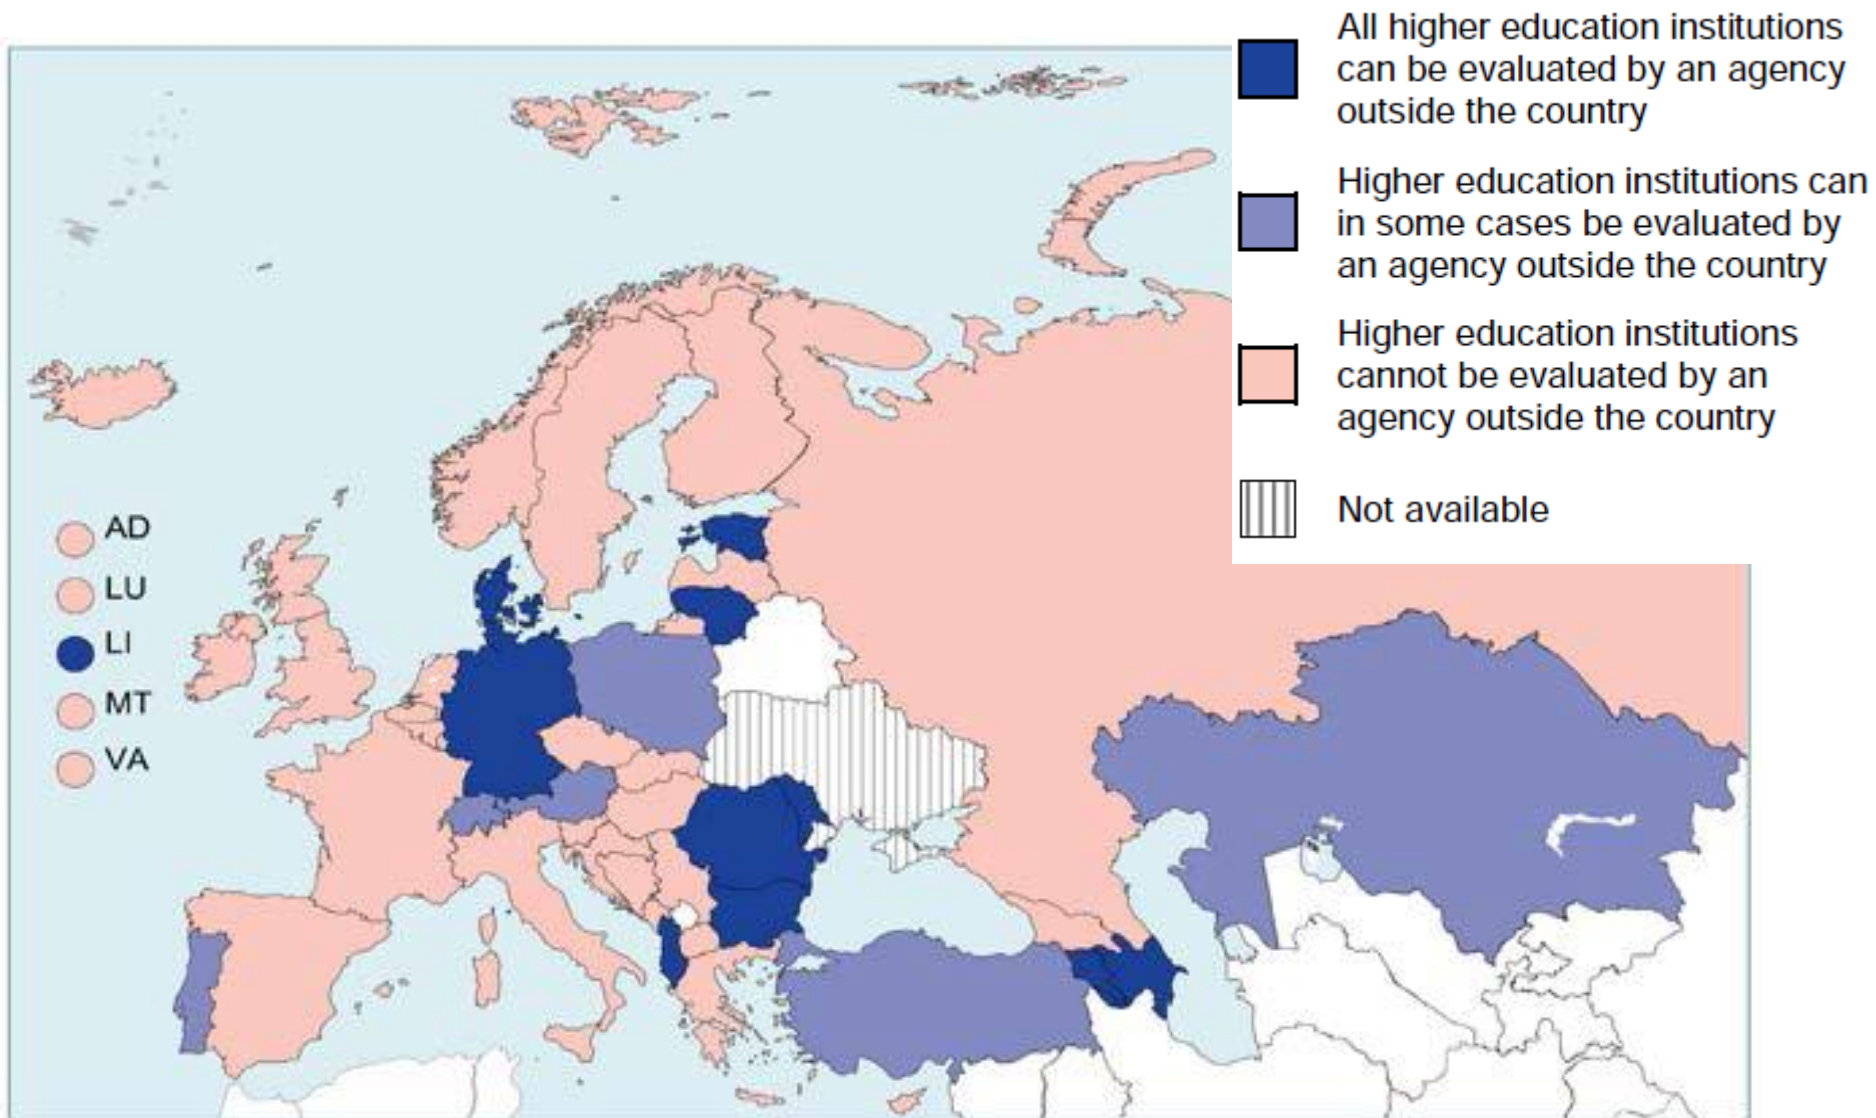 All higher education institutions
can be evaluated by an agency
outside the country
Higher education institutions can
in some cases be evaluated by
an agency outside the country
Higher education institutions
cannot be evaluated by an
agency outside the country
Not available
AD
LU
LI
MT
VA